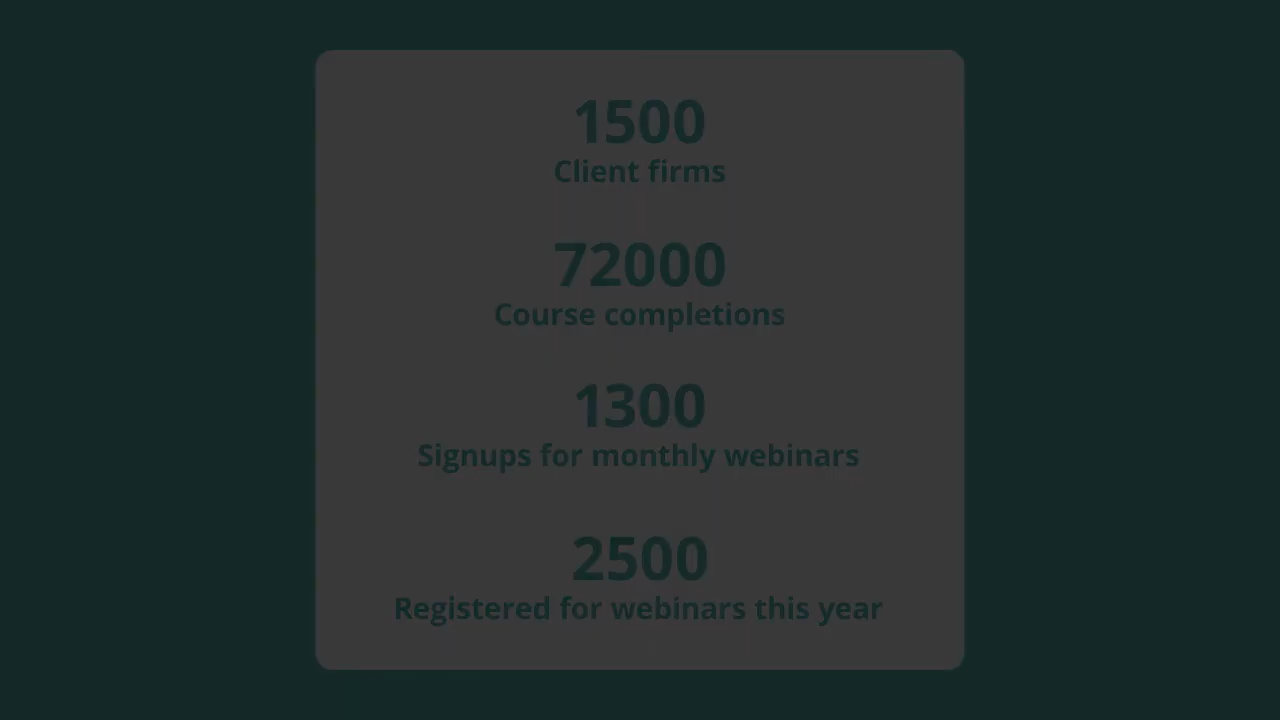 1500
Client firms
72000
Course completions
1300
Signups for monthly webinars
2500
Registered for webinars this year